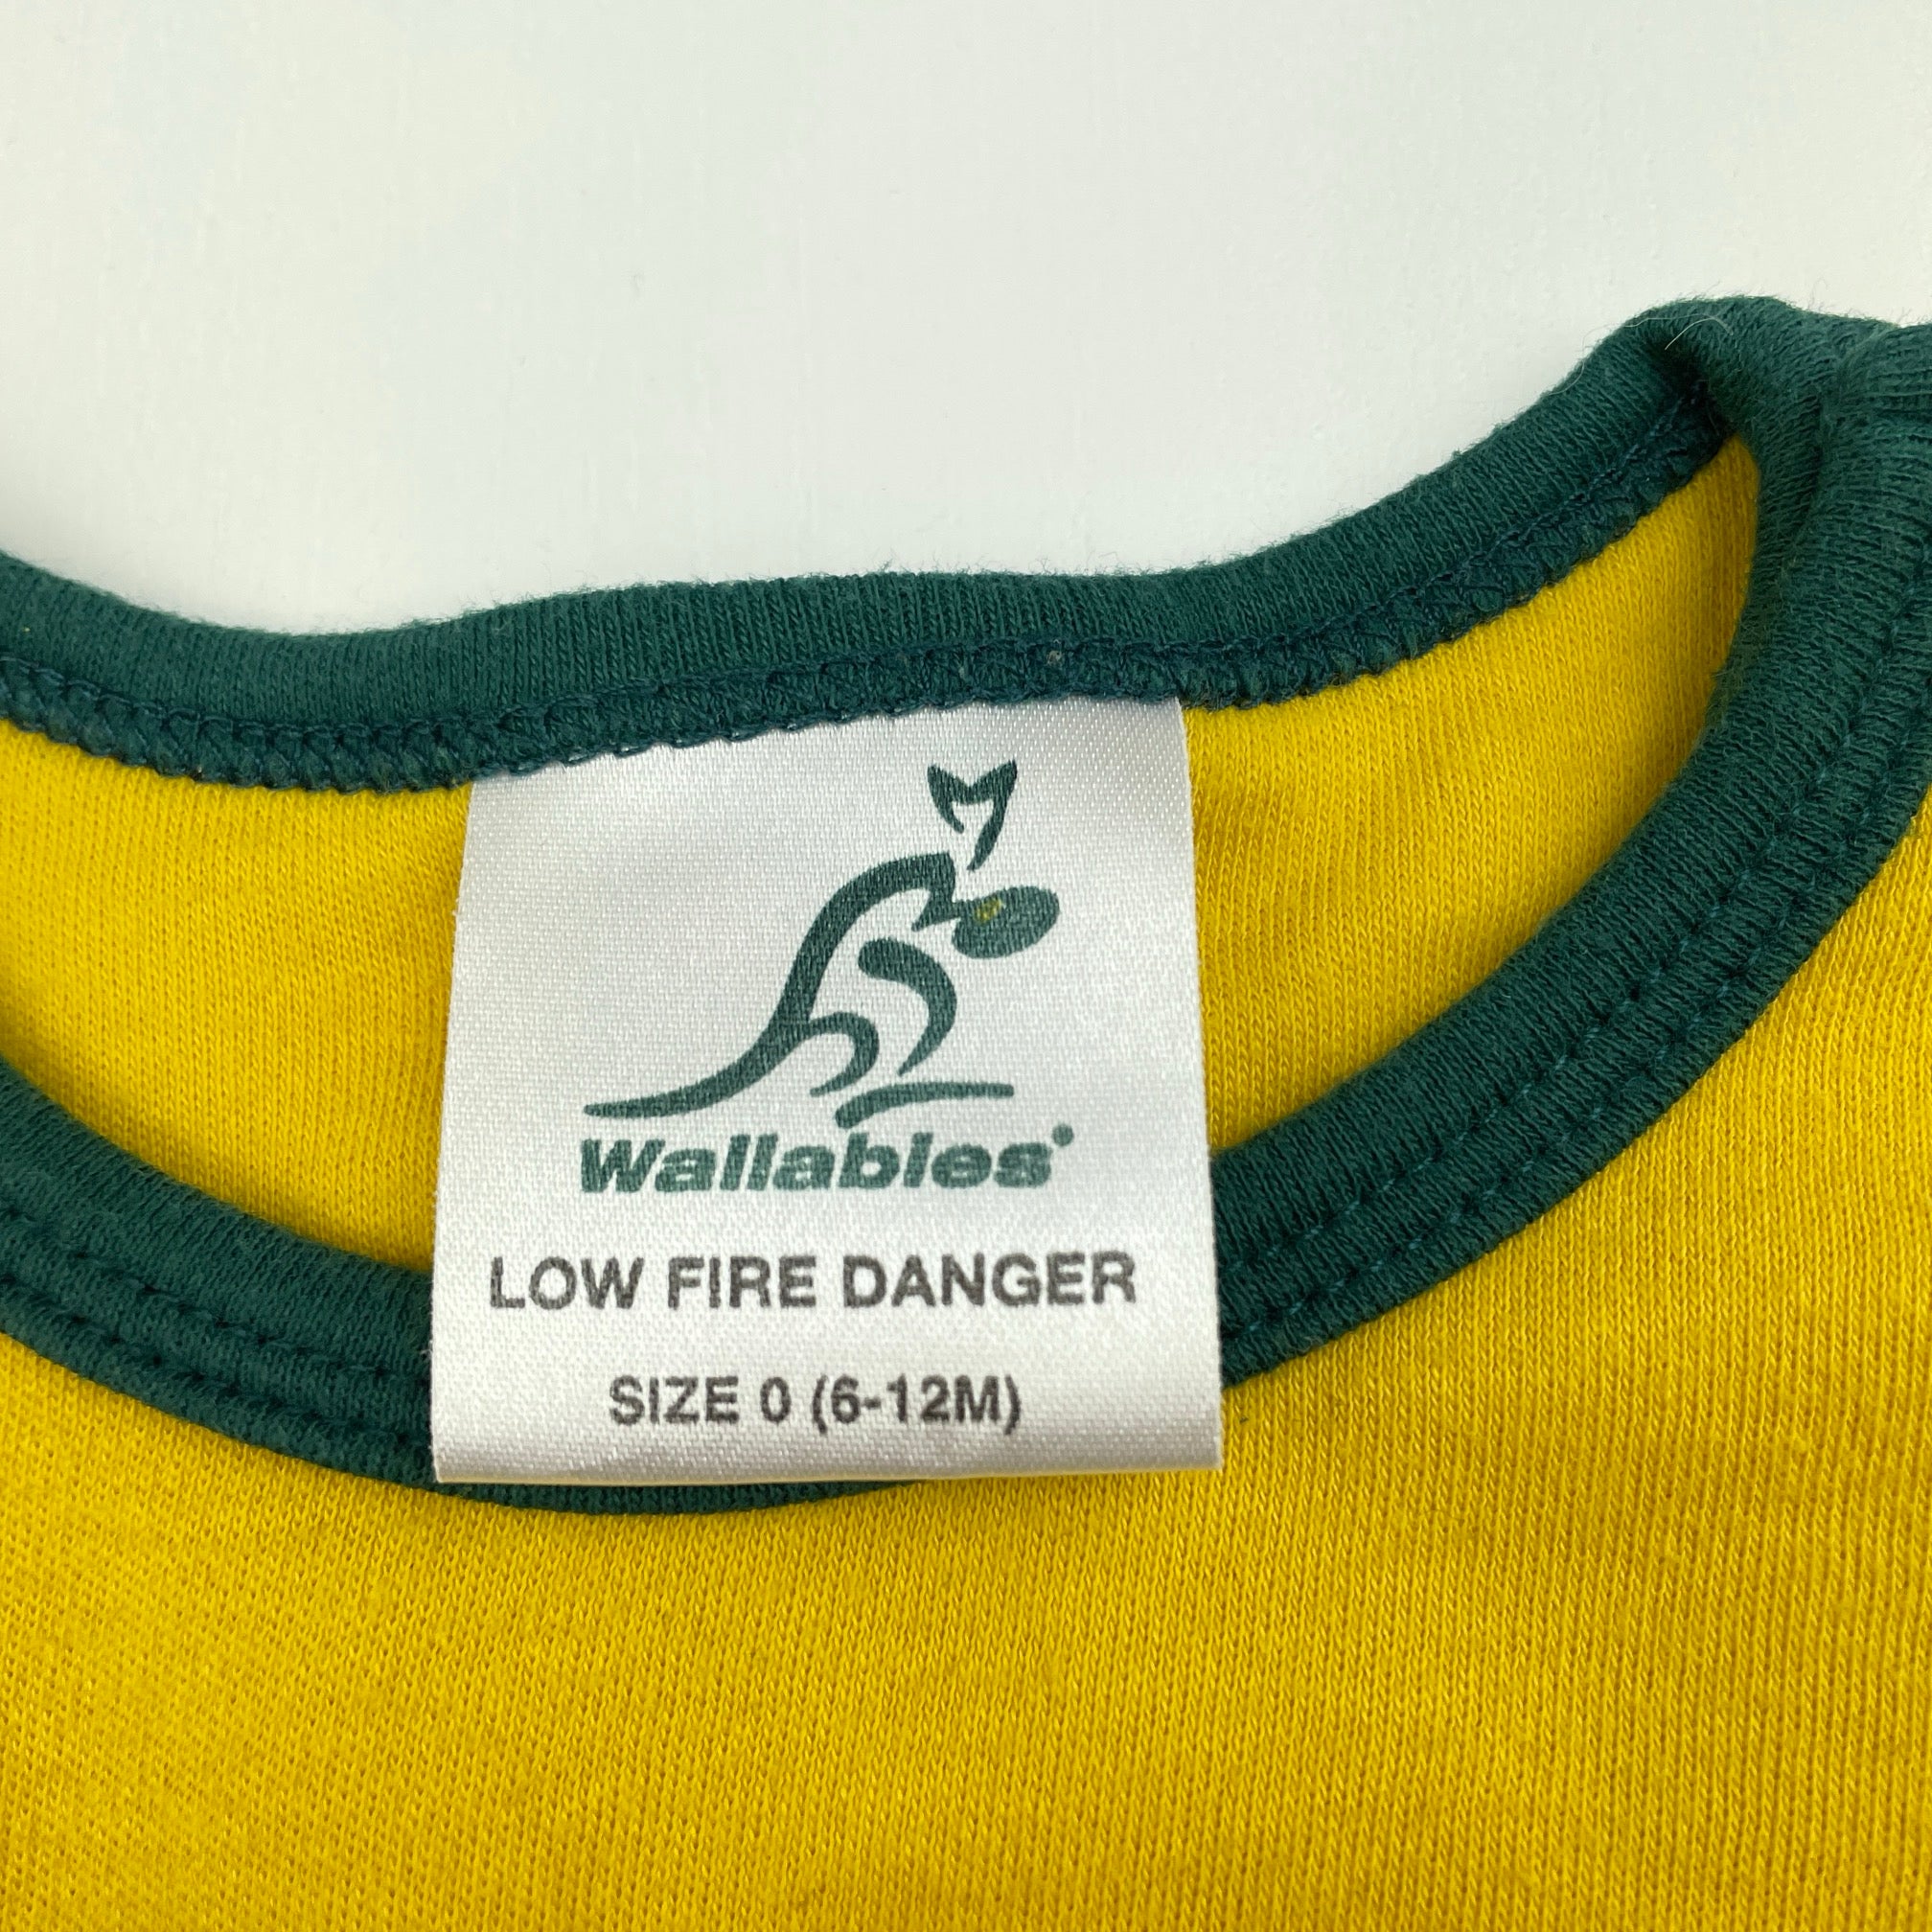 Wallabies
LOW FIRE DANGER
SIZE 0 (6-12M)